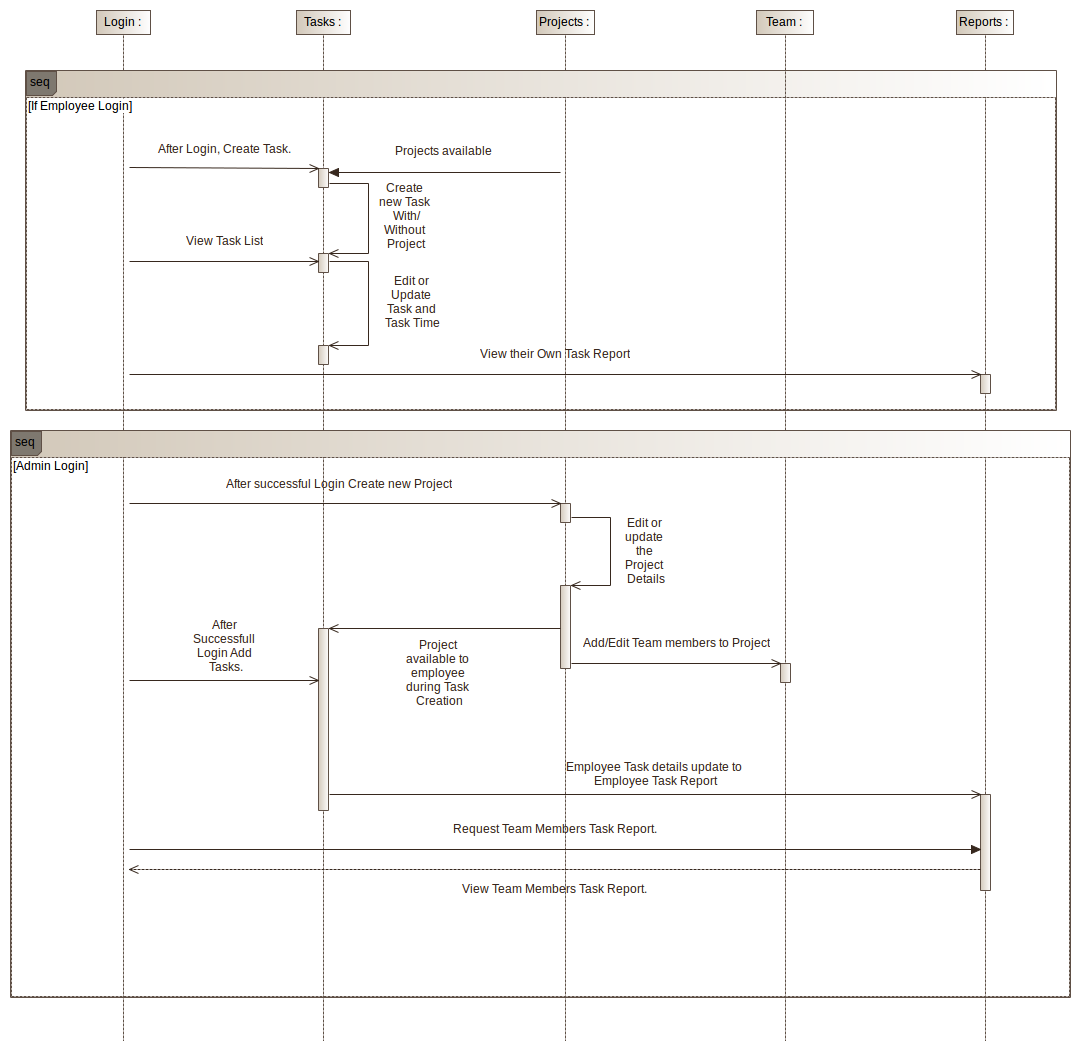 Login :
Tasks :
Projects :
Team :
Reports :
seq
[If Employee Login]
After Login, Create Task.
Projects available
Create
new Task
With/
Without
Project
View Task List
Edit or
Update
Task and
Task Time
View their Own Task Report
seq
[Admin Login]
After successful Login Create new Project
Edit or
update
the
Project
Details
After
Successfull
Login Add
Tasks.
Project
available to
employee
during Task
Creation
Add/Edit Team members to Project
Employee Task details update to
Employee Task Report
Request Team Members Task Report.
View Team Members Task Report.